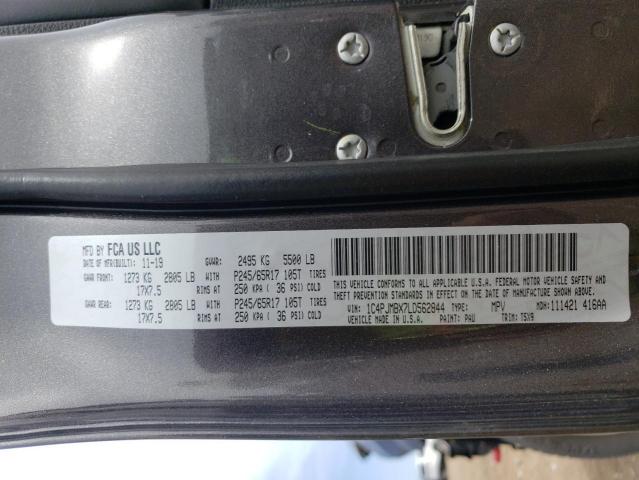 MFD BY FCA US LLC
DATE OF MFR(BUILT): 11-19 GVWR: 2495 KG 5500 LB
GAWR FRONT: 1273 KG 2805 LB WITH P245/65R17 105T TIRES
17X7.5 RIMS AT 250 KPA ( 36 PSI) COLD
GAWR REAR: 1273 KG 2805 LB WITH P245/65R17 105T TIRES
17X7.5 RIMS AT 250 KPA ( 36 PSI) COLD
THIS VEHICLE CONFORMS TO ALL APPLICABLE U.S.A. FEDERAL MOTOR VEHICLE SAFETY AND
THEFT PREVENTION STANDARDS IN EFFECT ON THE DATE OF MANUFACTURE SHOWN ABOVE.
VIN: 1C4PJMBX7LD562844 TYPE: MPV MDH: 111421 416AA
VEHICLE MADE IN U.S.A. PAINT: PAU TRIM: T5X9